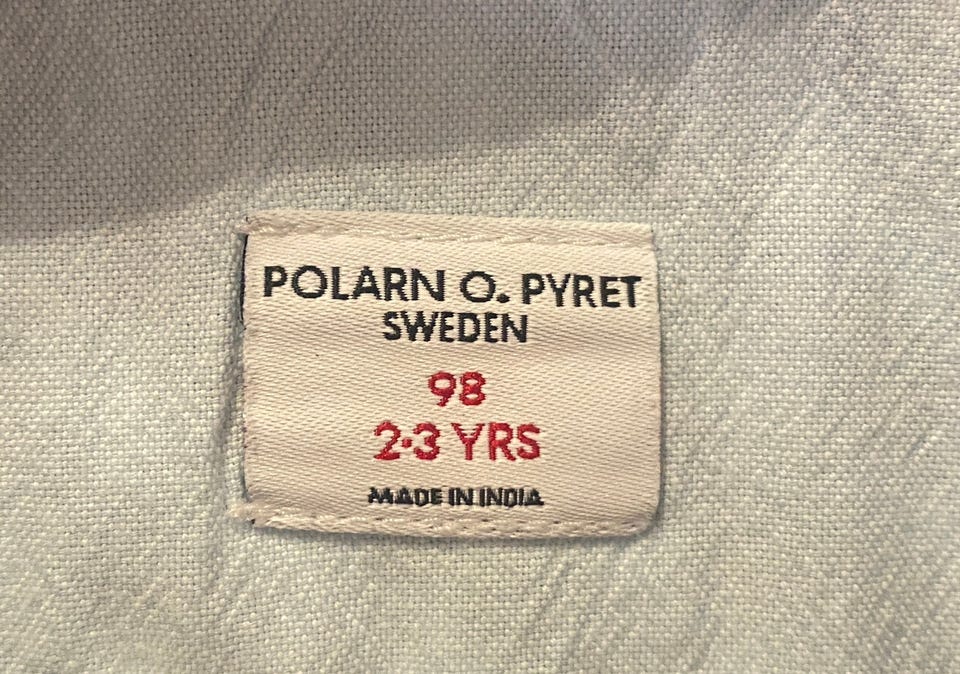 POLARN O. PYRET
SWEDEN
98
2-3 YRS
MADE IN INDIA